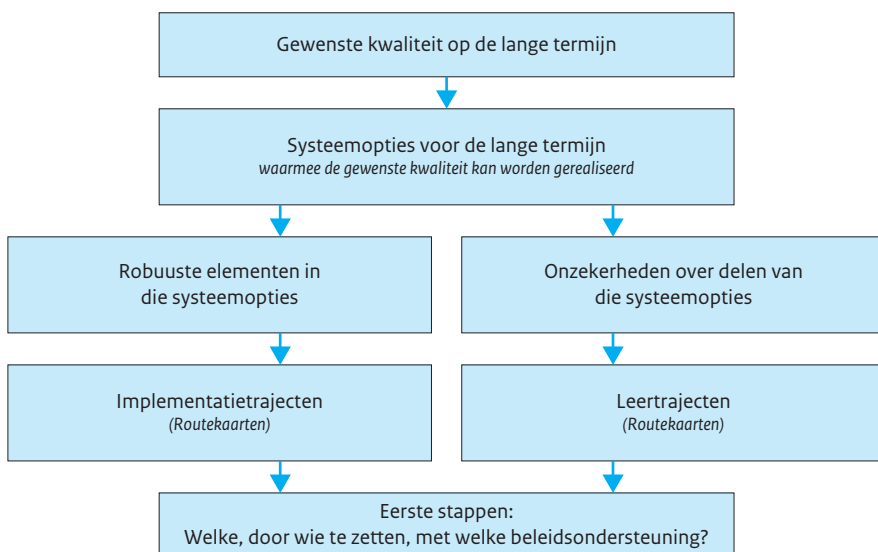 Gewenste kwaliteit op de lange termijn
Systeemopties voor de lange termijn
waarmee de gewenste kwaliteit kan worden gerealiseerd
Robuuste elementen in
die systeemopties
Onzekerheden over delen van
die systeemopties
Implementatietrajecten
(Routekaarten)
Leertrajecten
(Routekaarten)
Eerste stappen:
Welke, door wie te zetten, met welke beleidsondersteuning?